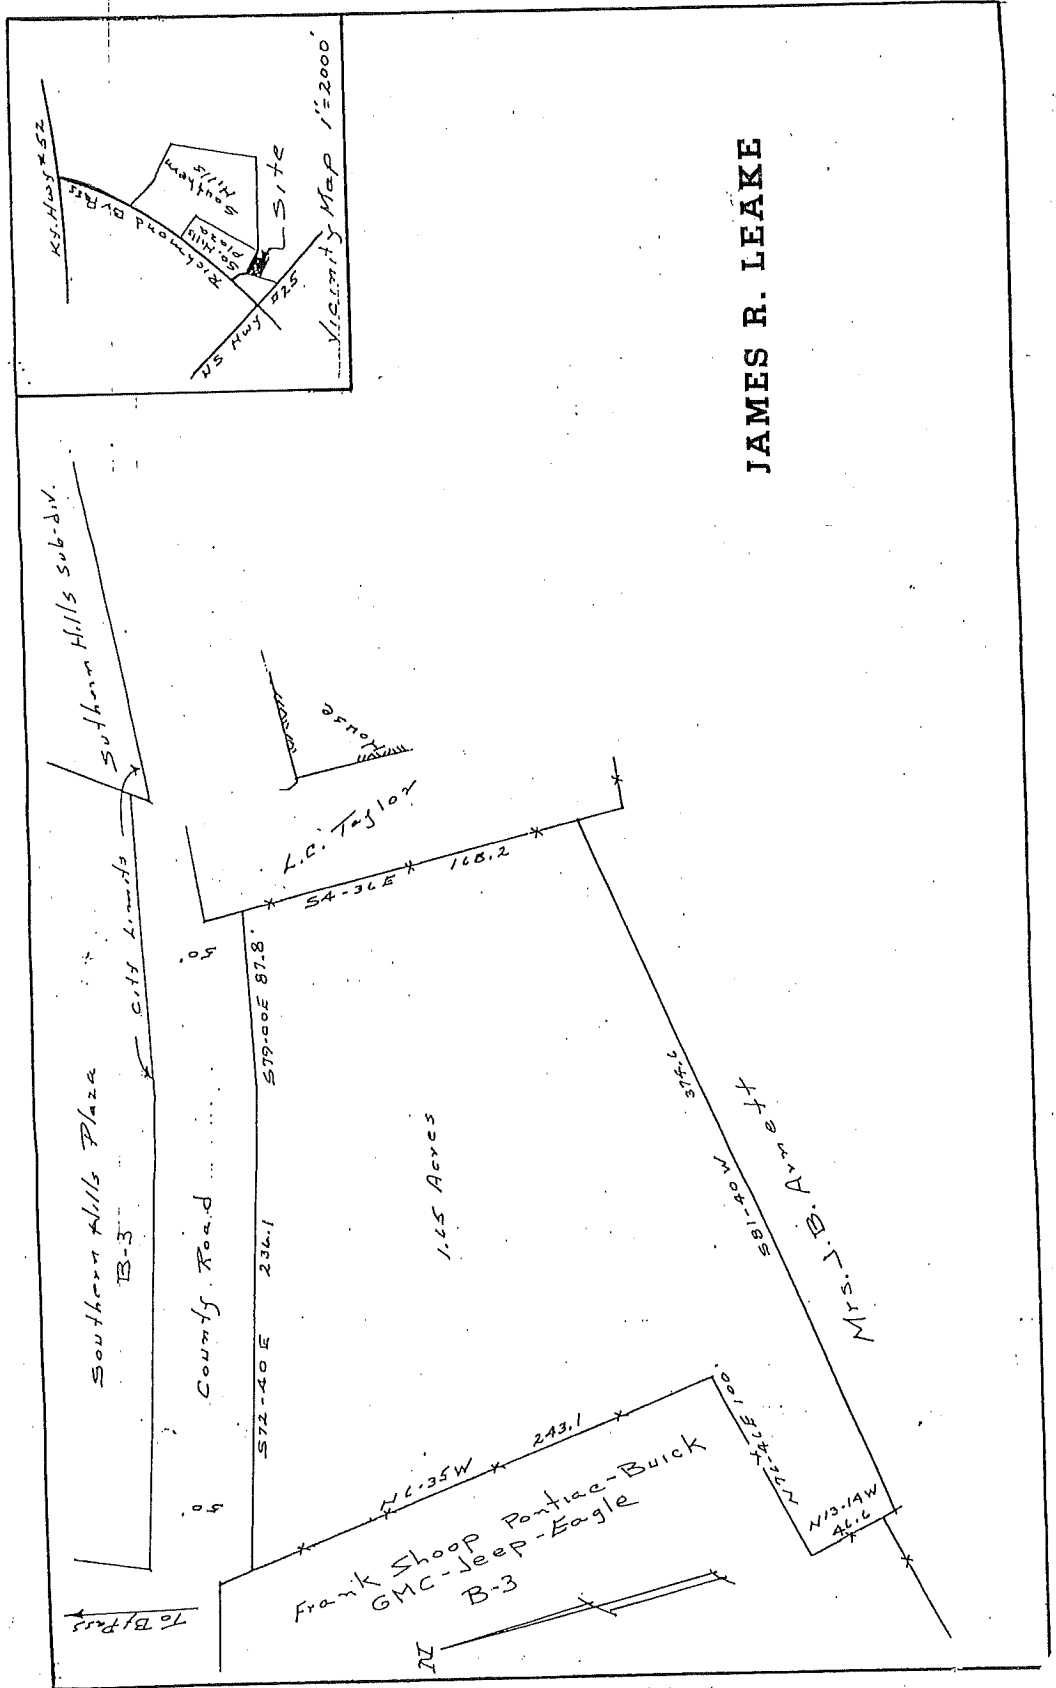 KY. Hwy #52
Richmond By Pass
Southern
Hills
So. Hills
Plaza
Site
US Hwy #25
Vicinity Map 1"=2000'
Southern Hills Sub-div.
Southern Hills Plaza
B-3
City Limits
County Road
To By Pass
50'
50'
S72-40E 236.1
S79-00E 87.8'
L.C. Taylor
House
S4-36E 168.2
1.65 Acres
374.6
S81-40W
Mrs. J. B. Arnett
N6-35W 243.1
N76-46E 100'
N13-14W
46.6
Frank Shoop Pontiac-Buick
GMC-Jeep-Eagle
B-3
N
JAMES R. LEAKE